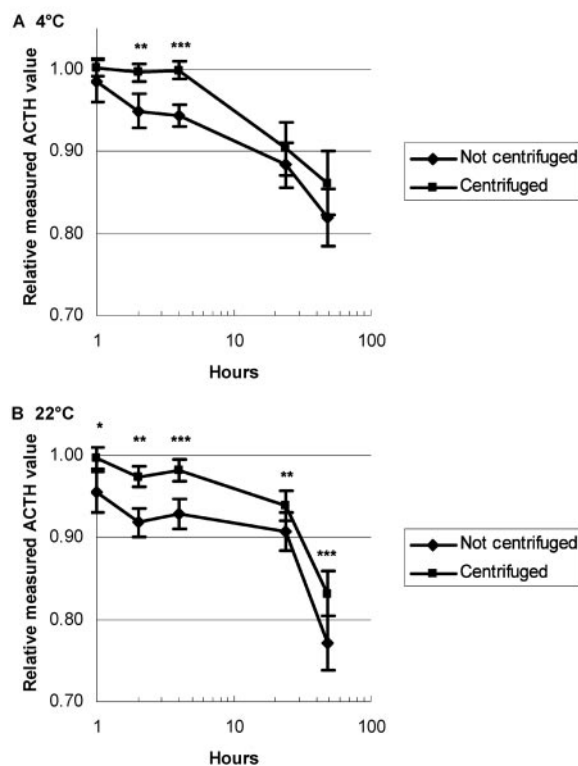 A 4°C
** ***
1.00
0.90
0.80
0.70
Relative measured ACTH value
1 10 100
Hours
Not centrifuged
Centrifuged
B 22°C
* ** *** ** ***
1.00
0.90
0.80
0.70
Relative measured ACTH value
1 10 100
Hours
Not centrifuged
Centrifuged